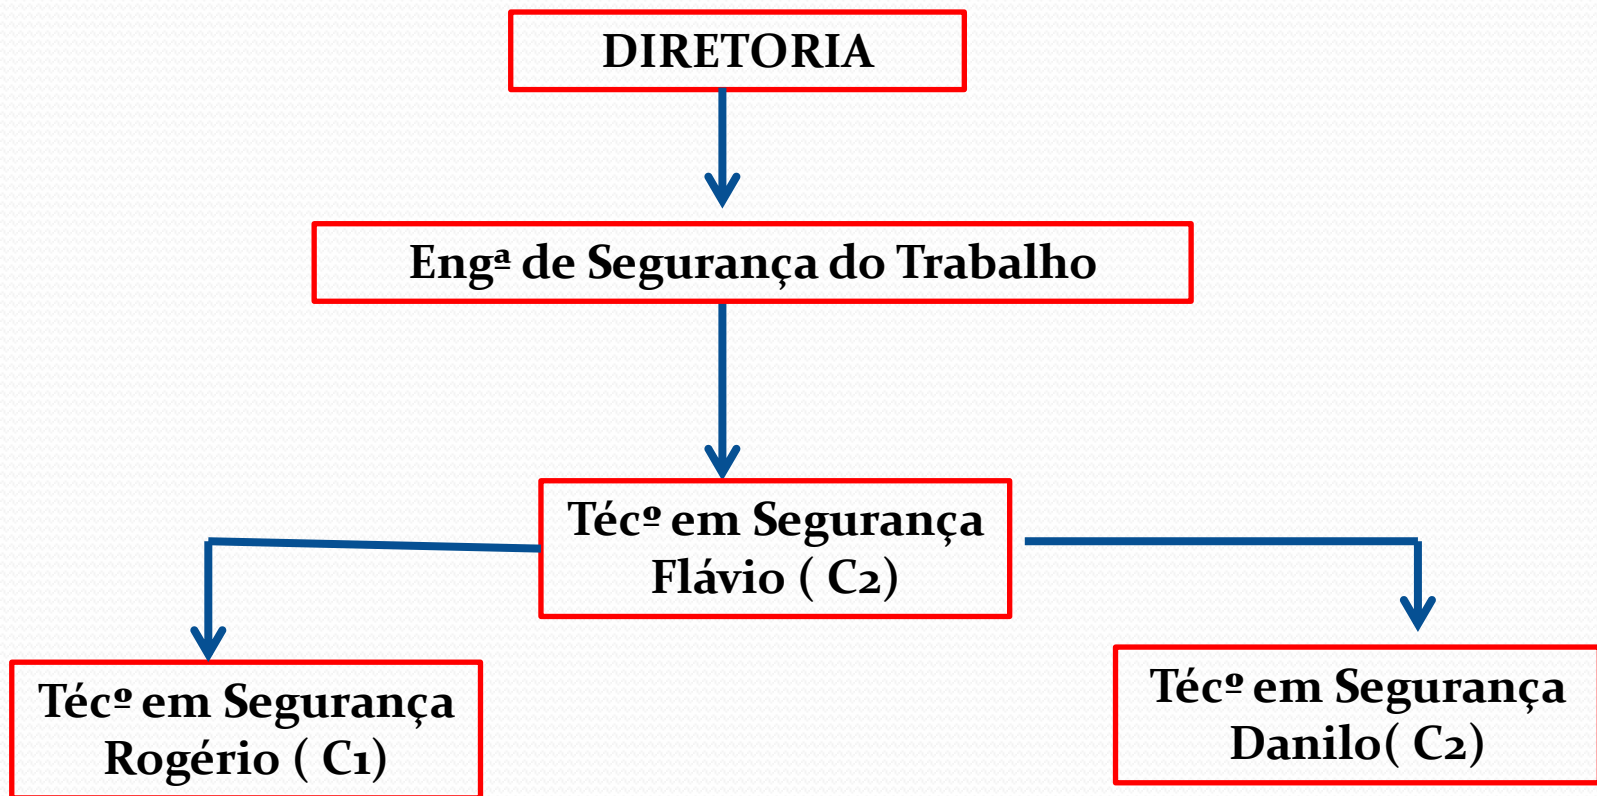 DIRETORIA
Engª de Segurança do Trabalho
Técº em Segurança
Flávio ( C2)
Técº em Segurança
Rogério ( C1)
Técº em Segurança
Danilo( C2)